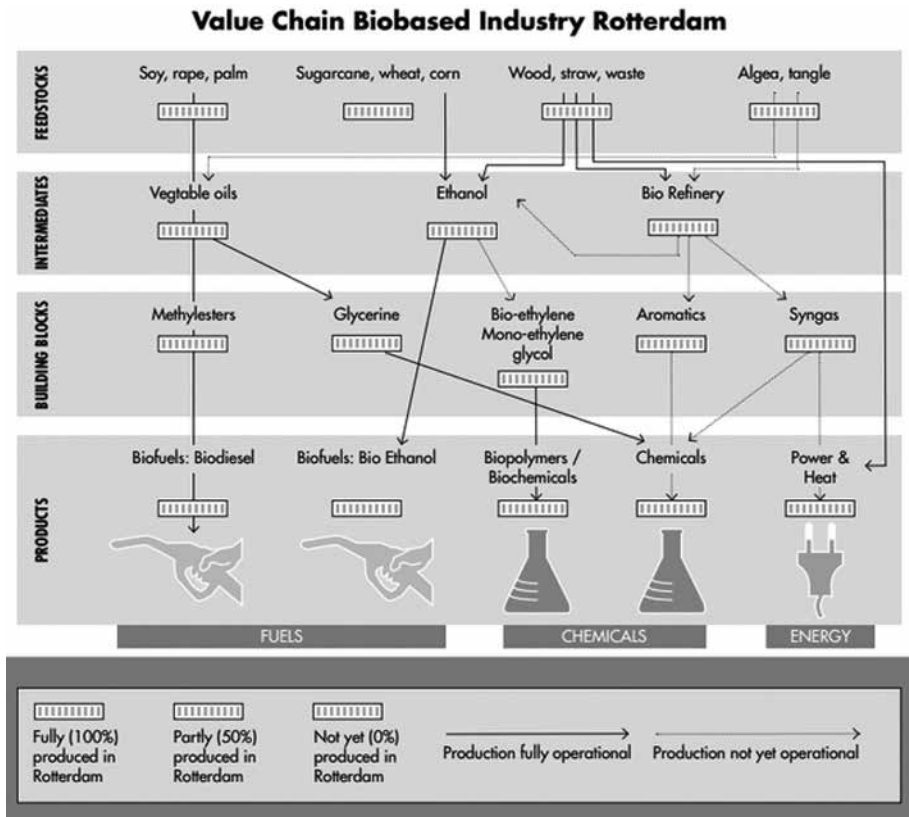 Value Chain Biobased Industry Rotterdam
FEEDSTOCKS
Soy, rape, palm
Sugarcane, wheat, corn
Wood, straw, waste
Algea, tangle
INTERMEDIATES
Vegtable oils
Ethanol
Bio Refinery
BUILDING BLOCKS
Methylesters
Glycerine
Bio-ethylene
Mono-ethylene
glycol
Aromatics
Syngas
PRODUCTS
Biofuels: Biodiesel
Biofuels: Bio Ethanol
Biopolymers /
Biochemicals
Chemicals
Power &
Heat
FUELS
CHEMICALS
ENERGY
Fully (100%)
produced in
Rotterdam
Partly (50%)
produced in
Rotterdam
Not yet (0%)
produced in
Rotterdam
Production fully operational
Production not yet operational